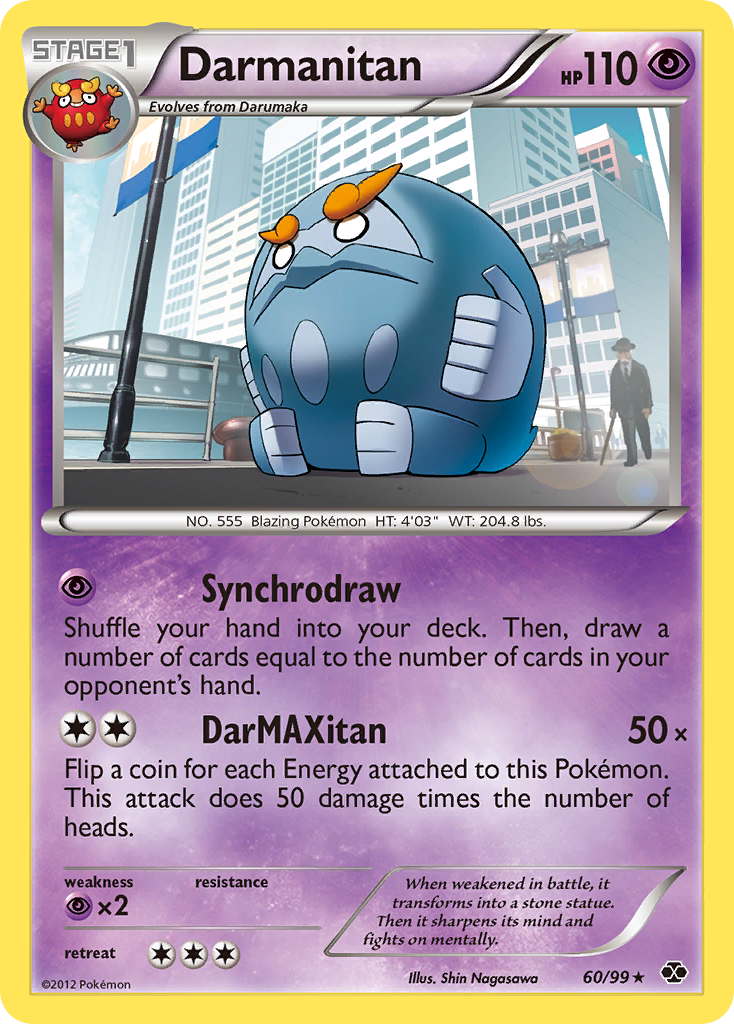 STAGE1
Darmanitan
HP110
Evolves from Darumaka
NO. 555 Blazing Pokémon HT: 4'03" WT: 204.8 lbs.
Synchrodraw
Shuffle your hand into your deck. Then, draw a
number of cards equal to the number of cards in your
opponent's hand.
DarMAXitan 50×
Flip a coin for each Energy attached to this Pokémon.
This attack does 50 damage times the number of
heads.
weakness resistance
×2
retreat
When weakened in battle, it
transforms into a stone statue.
Then it sharpens its mind and
fights on mentally.
©2012 Pokémon
Illus. Shin Nagasawa
60/99★